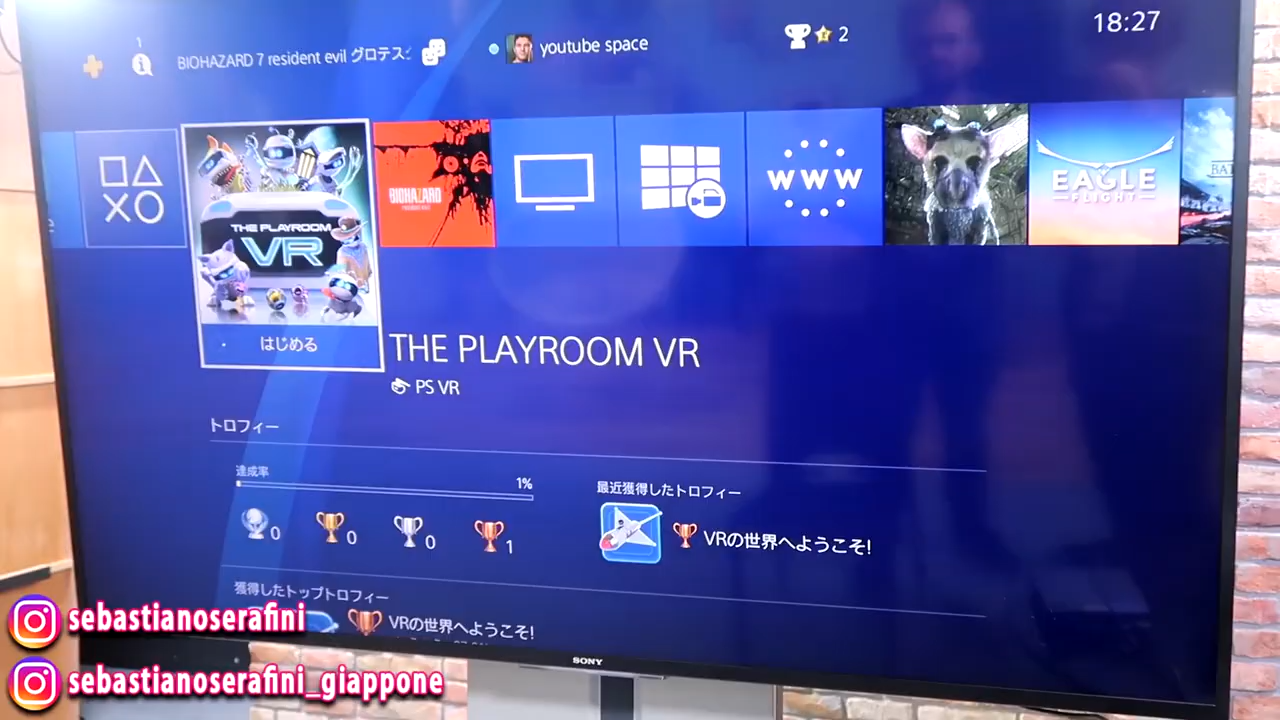 1
BIOHAZARD 7 resident evil グロテス
youtube space
2
18:27
THE PLAYROOM
VR
BIOHAZARD
WWW
EAGLE
FLIGHT
BAT
はじめる
THE PLAYROOM VR
PS VR
トロフィー
達成率
1%
0
0
0
1
最近獲得したトロフィー
VRの世界へようこそ!
獲得したトップトロフィー
VRの世界へようこそ!
SONY
sebastianoserafini
sebastianoserafini_giappone